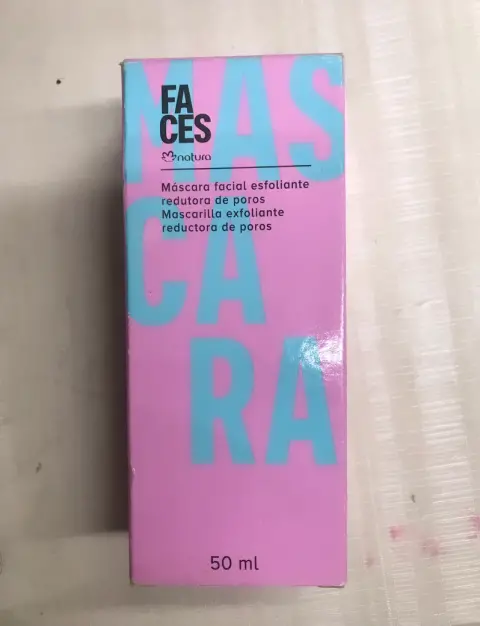 MAS
CA
RA
FA
CES
natura
Máscara facial esfoliante
redutora de poros
Mascarilla exfoliante
reductora de poros
50 ml